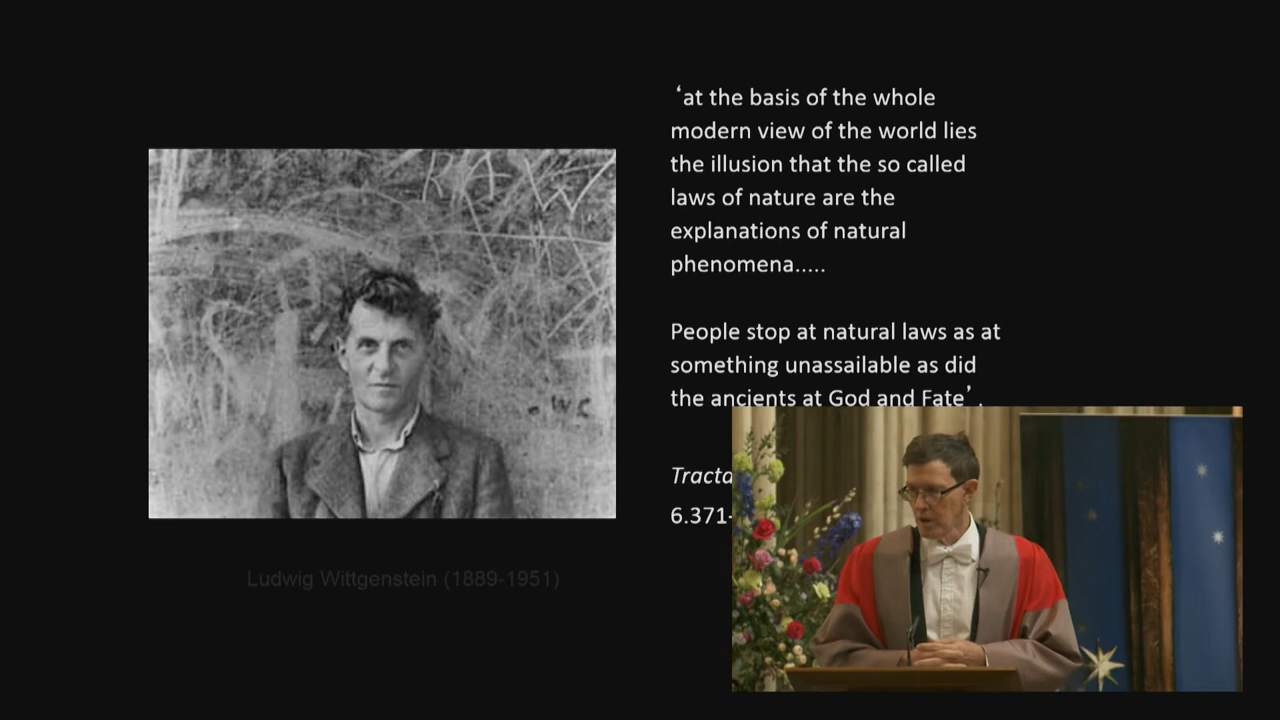 ‘at the basis of the whole
modern view of the world lies
the illusion that the so called
laws of nature are the
explanations of natural
phenomena.....
People stop at natural laws as at
something unassailable as did
the ancients at God and Fate’.
Tracta
6.371-
Ludwig Wittgenstein (1889-1951)